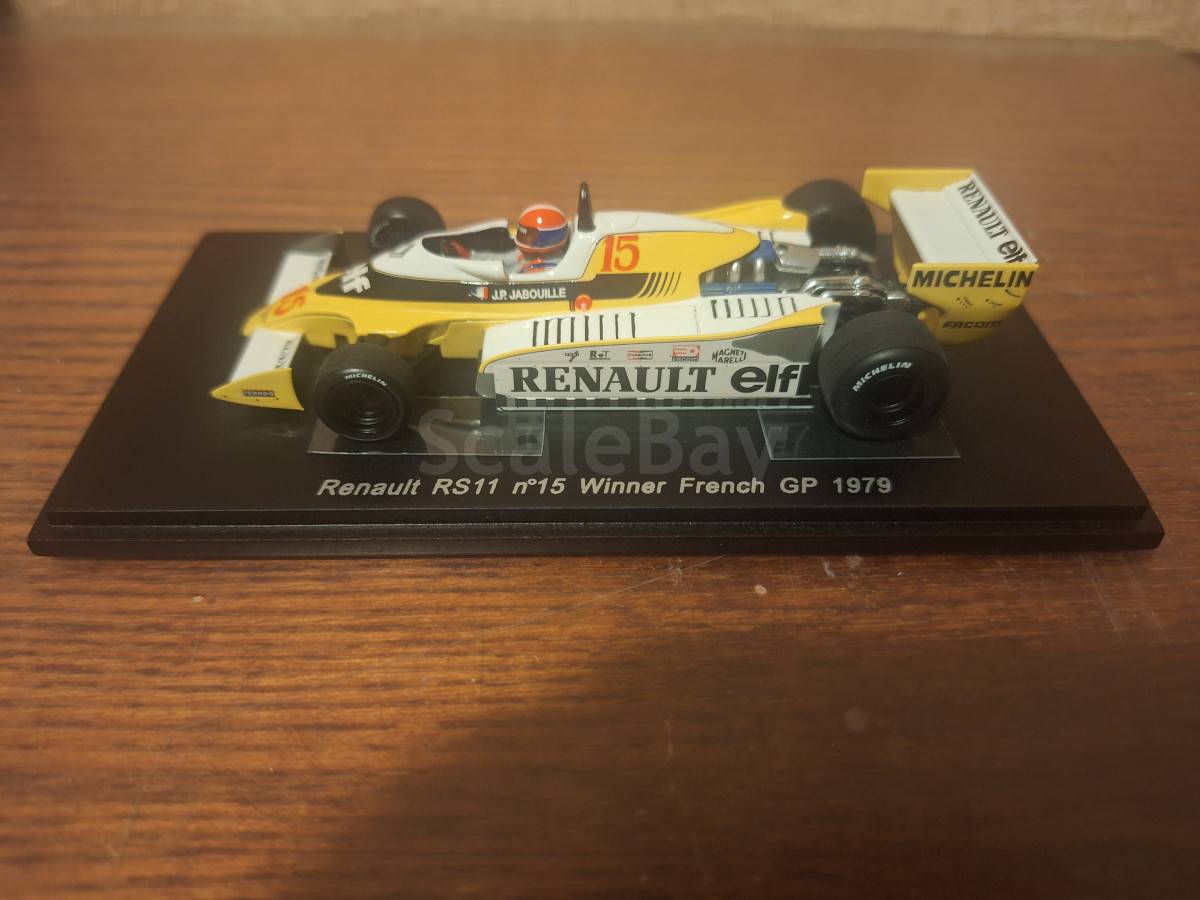 RENAULT elf
MICHELIN
FACOM
15
elf
J.P. JABOUILLE
15
MAGNETI
MARELLI
RENAULT elf
MICHELIN
MICHELIN
ScaleBay
Renault RS11 nº15 Winner French GP 1979